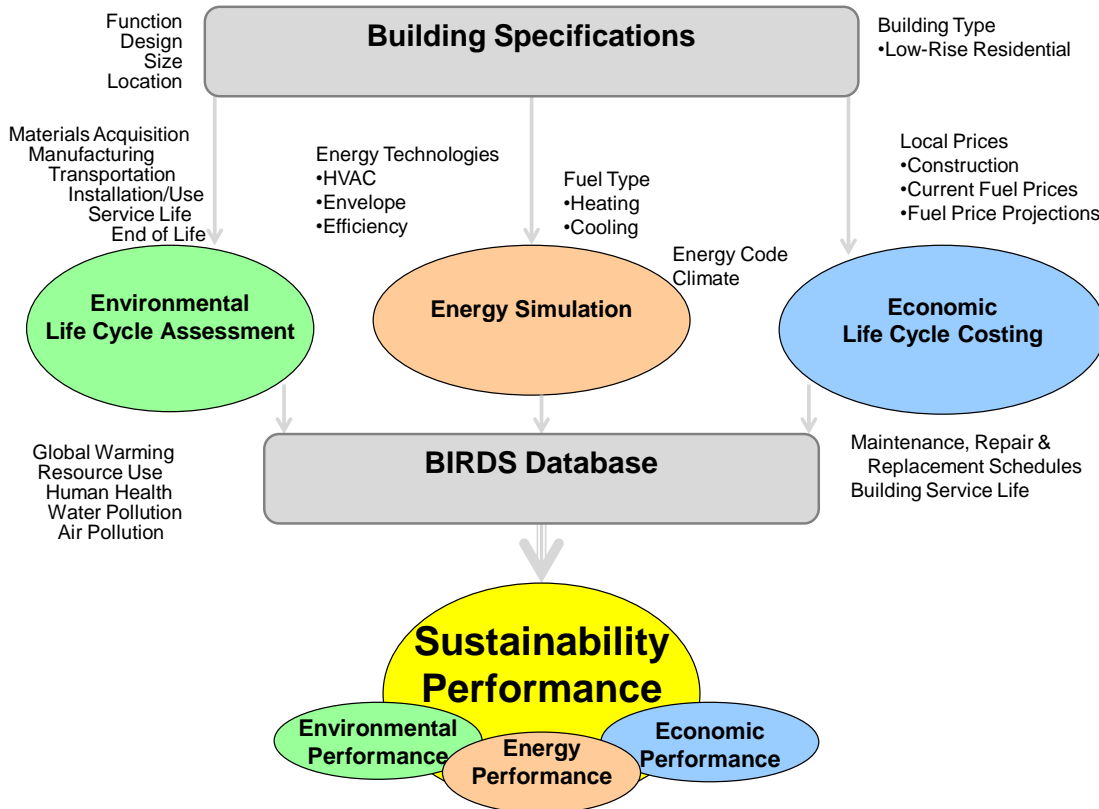 Function
Design
Size
Location
Building Specifications
Building Type
•Low-Rise Residential
Materials Acquisition
Manufacturing
Transportation
Installation/Use
Service Life
End of Life
Energy Technologies
•HVAC
•Envelope
•Efficiency
Fuel Type
•Heating
•Cooling
Energy Code
Climate
Local Prices
•Construction
•Current Fuel Prices
•Fuel Price Projections
Environmental
Life Cycle Assessment
Energy Simulation
Economic
Life Cycle Costing
Global Warming
Resource Use
Human Health
Water Pollution
Air Pollution
BIRDS Database
Maintenance, Repair &
Replacement Schedules
Building Service Life
Sustainability
Performance
Environmental
Performance
Energy
Performance
Economic
Performance